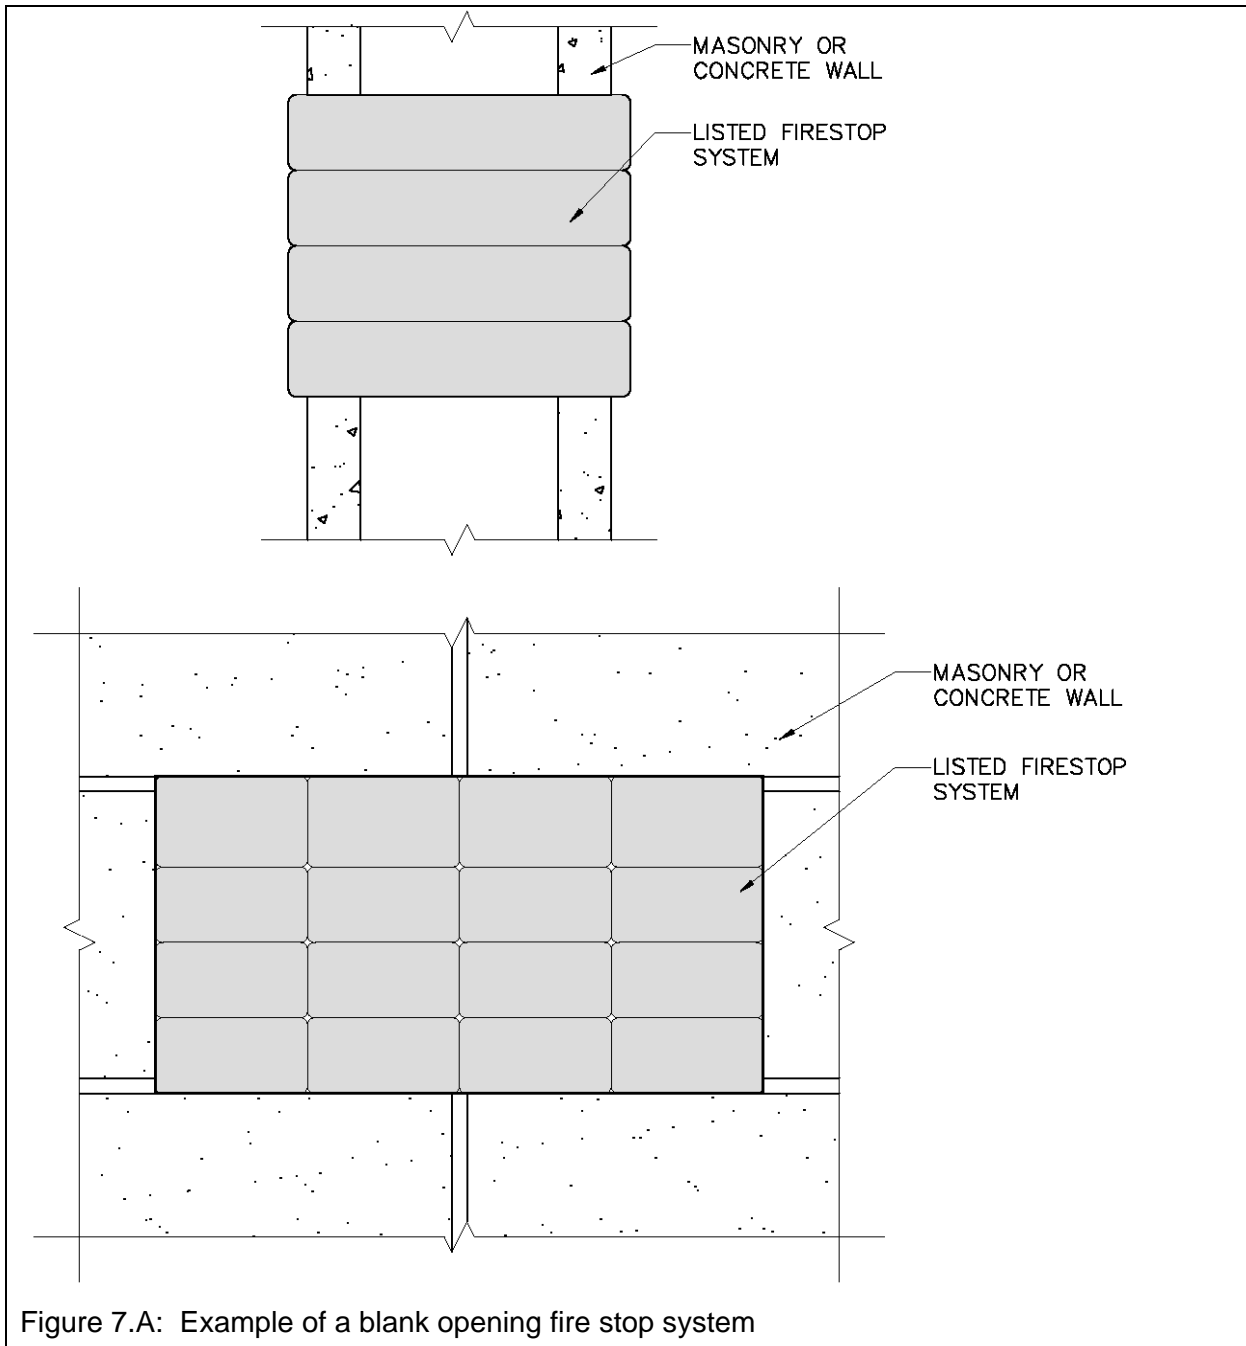 MASONRY OR
CONCRETE WALL
LISTED FIRESTOP
SYSTEM
MASONRY OR
CONCRETE WALL
LISTED FIRESTOP
SYSTEM
Figure 7.A: Example of a blank opening fire stop system